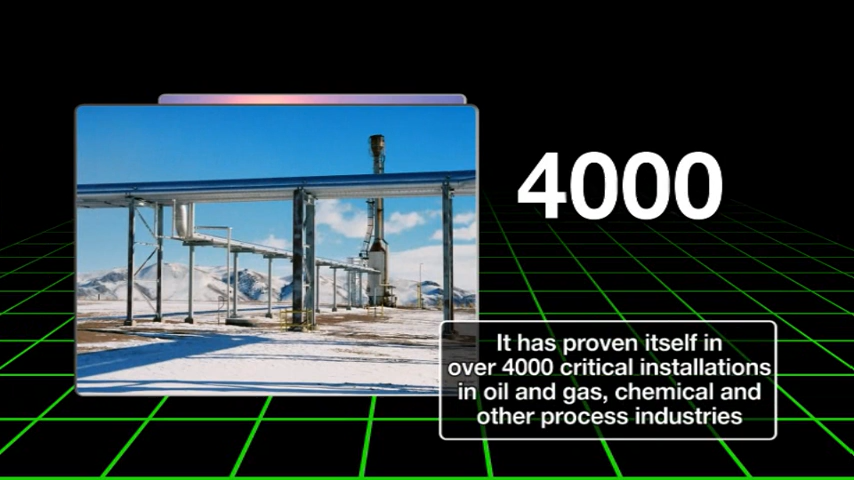 4000
It has proven itself in
over 4000 critical installations
in oil and gas, chemical and
other process industries